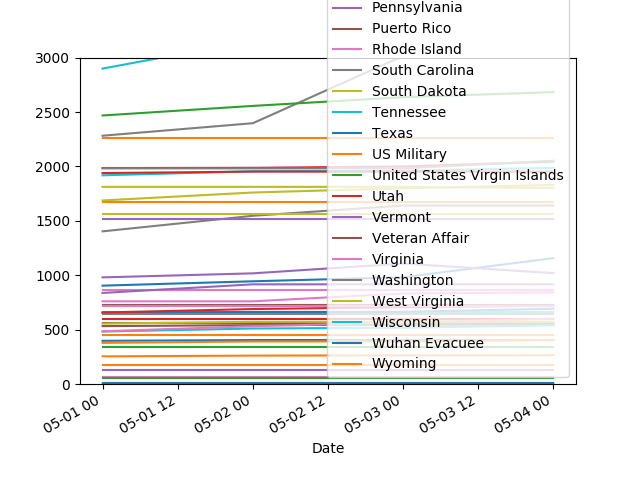 Pennsylvania
Puerto Rico
Rhode Island
South Carolina
South Dakota
Tennessee
Texas
US Military
United States Virgin Islands
Utah
Vermont
Veteran Affair
Virginia
Washington
West Virginia
Wisconsin
Wuhan Evacuee
Wyoming
3000
2500
2000
1500
1000
500
0
05-01 00
05-01 12
05-02 00
05-02 12
05-03 00
05-03 12
05-04 00
Date